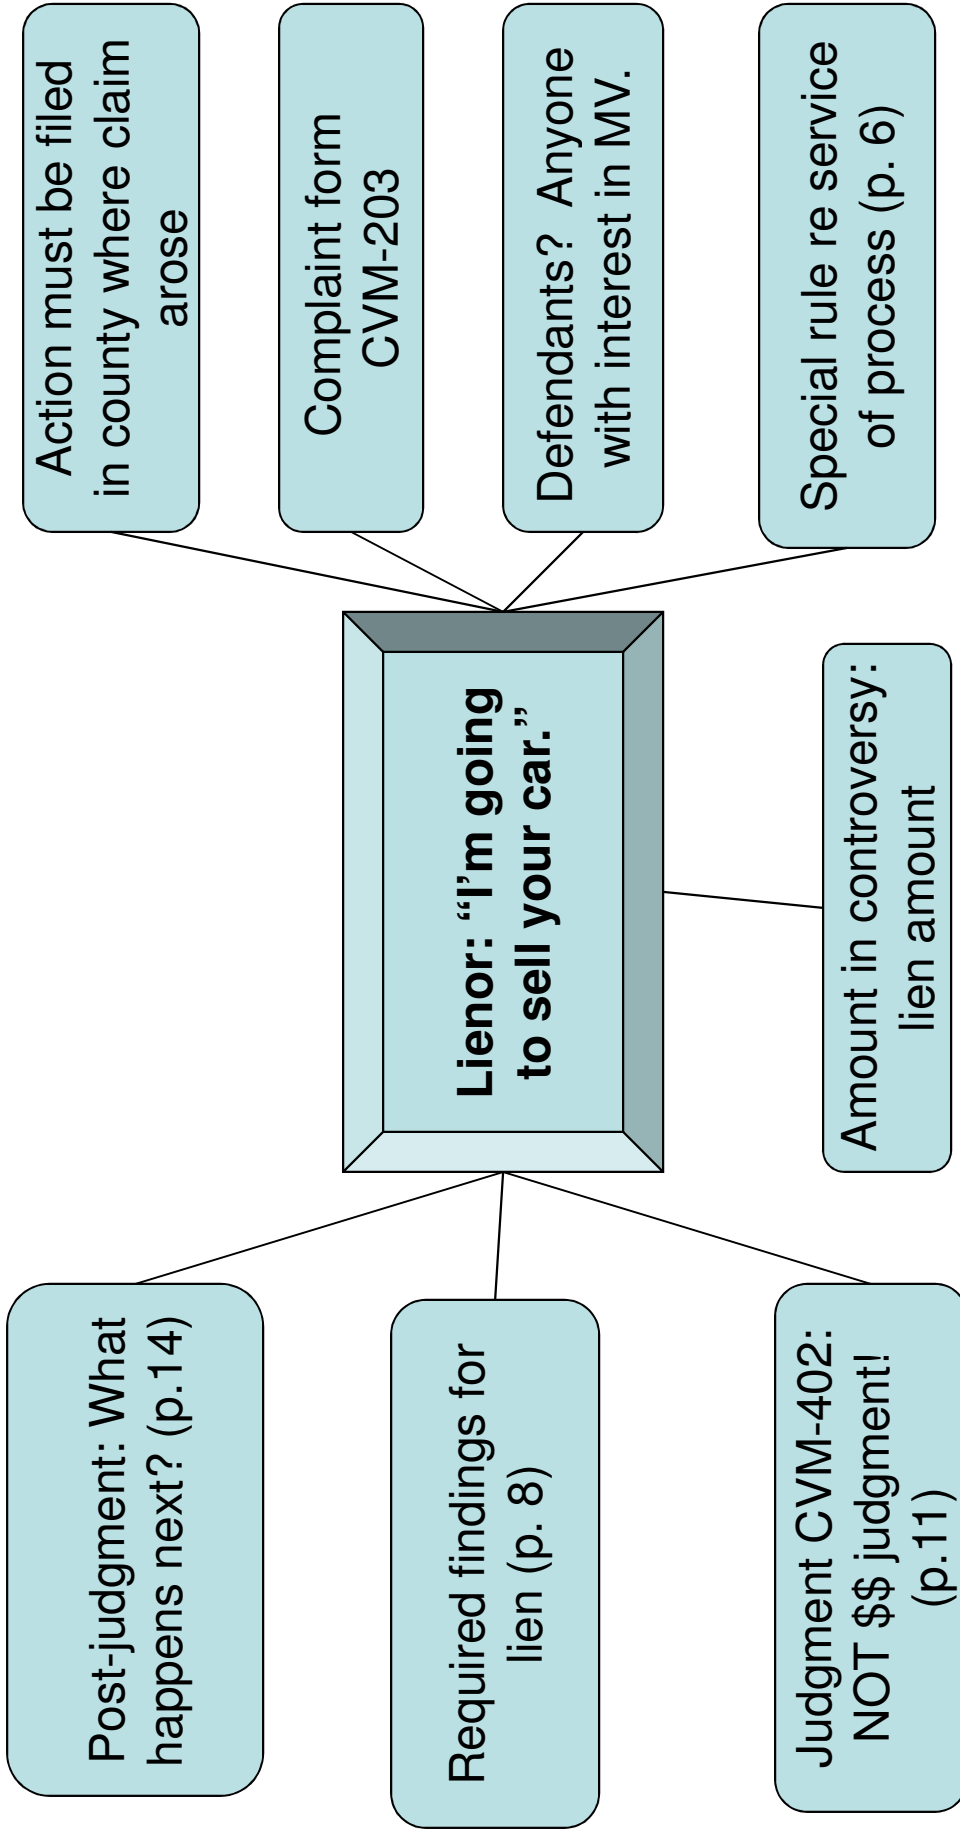 Action must be filed
in county where claim
arose
Complaint form
CVM-203
Defendants?  Anyone
with interest in MV.
Special rule re service
of process (p. 6)
Lienor: “I’m going
to sell your car.”
Amount in controversy:
lien amount
Post-judgment: What
happens next? (p.14)
Required findings for
lien (p. 8)
Judgment CVM-402:
NOT $$ judgment!
(p.11)